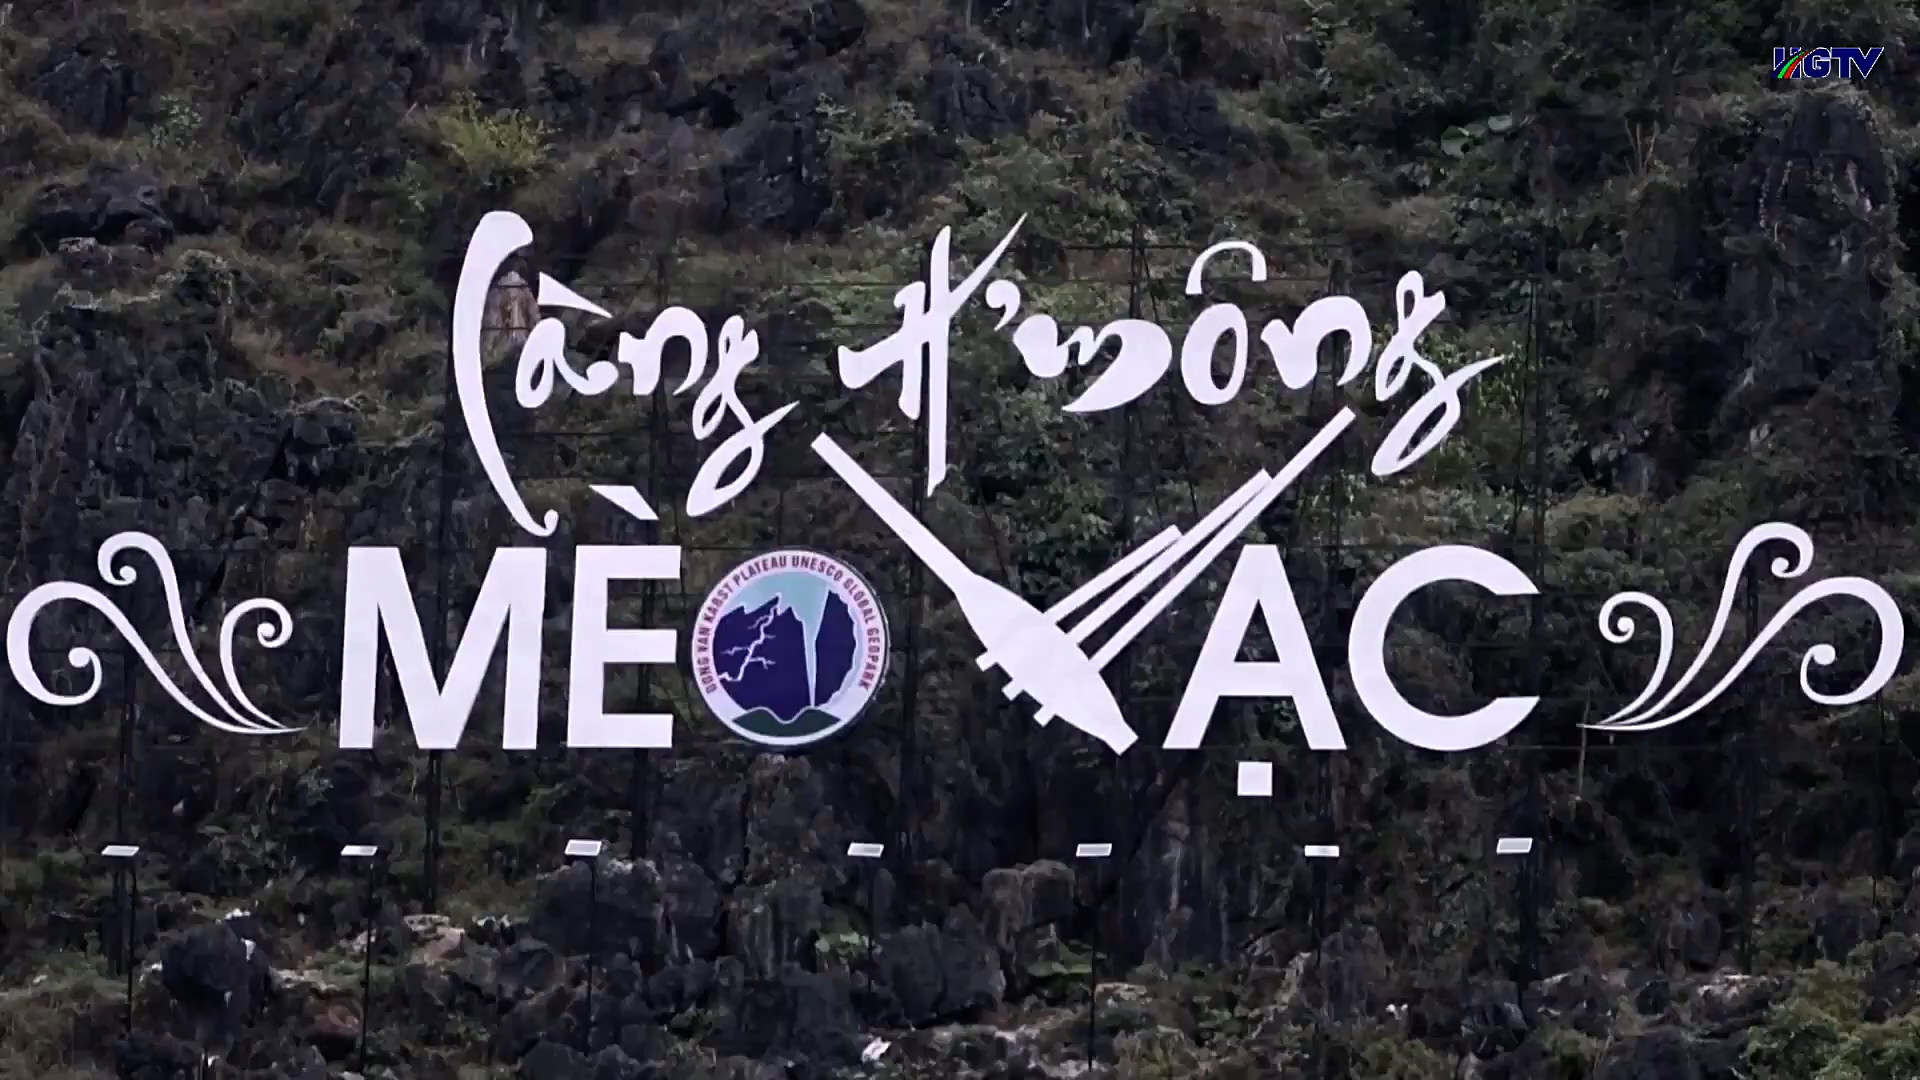 HGTV
Làng H'mông
MÈO VẠC
DONG VAN KARST PLATEAU UNESCO GLOBAL GEOPARK